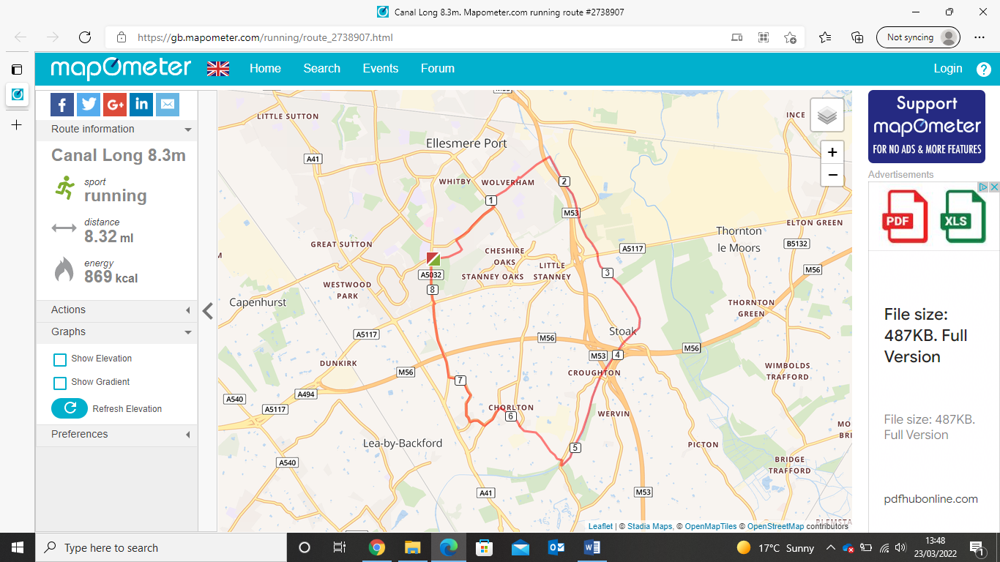 Canal Long 8.3m. Mapometer.com running route #2738907
https://gb.mapometer.com/running/route_2738907.html
Not syncing
mapometer
Home
Search
Events
Forum
Login
?
f
G+
in
Route information
Canal Long 8.3m
sport
running
distance
8.32 ml
energy
869 kcal
Actions
Graphs
Show Elevation
Show Gradient
Refresh Elevation
Preferences
LITTLE SUTTON
Ellesmere Port
INCE
A41
WHITBY
WOLVERHAM
2
1
M53
ELTON GREEN
Thornton
le Moors
GREAT SUTTON
B5132
A5117
CHESHIRE
OAKS
LITTLE
STANNEY
STANNEY OAKS
M56
3
A5032
WESTWOOD
PARK
8
Capenhurst
THORNTON
GREEN
A5117
M56
Stoak
M56
M53
4
DUNKIRK
WIMBOLDS
TRAFFORD
M56
CROUGHTON
7
A494
A540
A5117
CHORLTON
6
WERVIN
Lea-by-Backford
5
PICTON
A540
BRIDGE
TRAFFORD
A41
M53
+
−
Leaflet | © Stadia Maps, © OpenMapTiles © OpenStreetMap contributors
Support
mapometer
FOR NO ADS & MORE FEATURES
Advertisements
PDF
XLS
File size:
487KB. Full
Version
File size: 487KB.
Full Version
pdfhubonline.com
Type here to search
17°C Sunny
13:48
23/03/2022
1